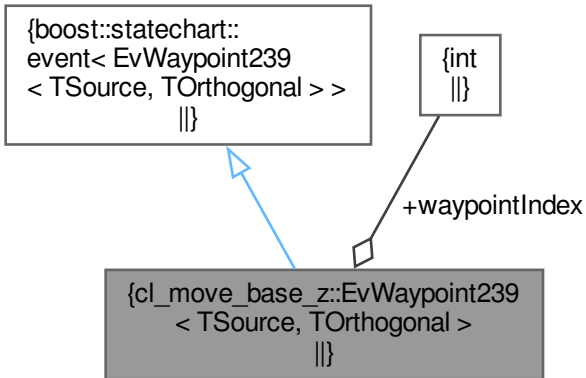 {boost::statechart::
event< EvWaypoint239
< TSource, TOrthogonal > >
||}
{int
||}
+waypointIndex
{cl_move_base_z::EvWaypoint239
< TSource, TOrthogonal >
||}